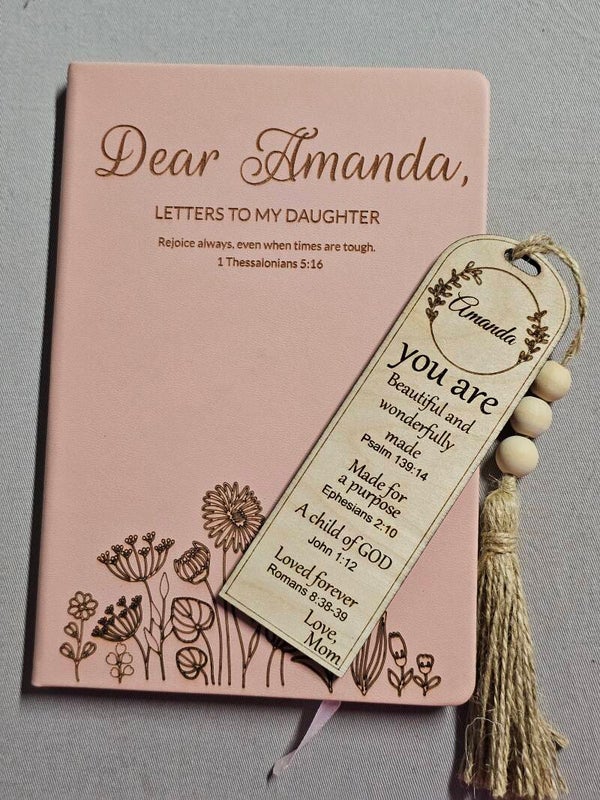 Dear Amanda,
LETTERS TO MY DAUGHTER
Rejoice always, even when times are tough.
1 Thessalonians 5:16
Amanda
you are
Beautiful and
wonderfully
made
Psalm 139:14
Made for
a purpose
Ephesians 2:10
A child of GOD
John 1:12
Loved forever
Romans 8:38-39
Love,
Mom